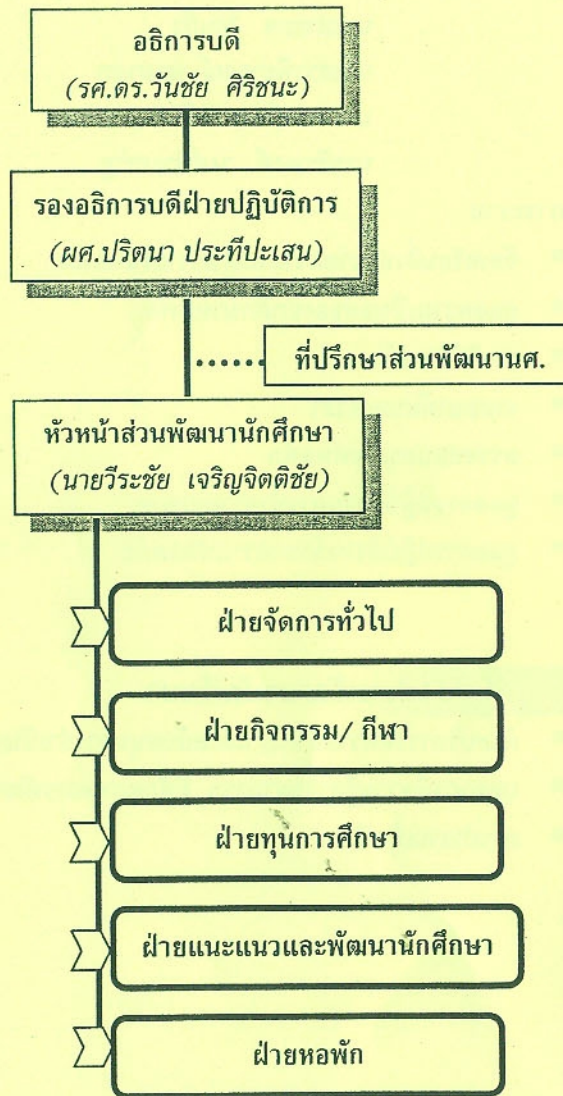 อธิการบดี
(รศ.ดร.วันชัย ศิริชนะ)
รองอธิการบดีฝ่ายปฏิบัติการ
(ผศ.ปริตนา ประทีปะเสน)
ที่ปรึกษาส่วนพัฒนานศ.
หัวหน้าส่วนพัฒนานักศึกษา
(นายวีระชัย เจริญจิตติชัย)
ฝ่ายจัดการทั่วไป
ฝ่ายกิจกรรม/ กีฬา
ฝ่ายทุนการศึกษา
ฝ่ายแนะแนวและพัฒนานักศึกษา
ฝ่ายหอพัก